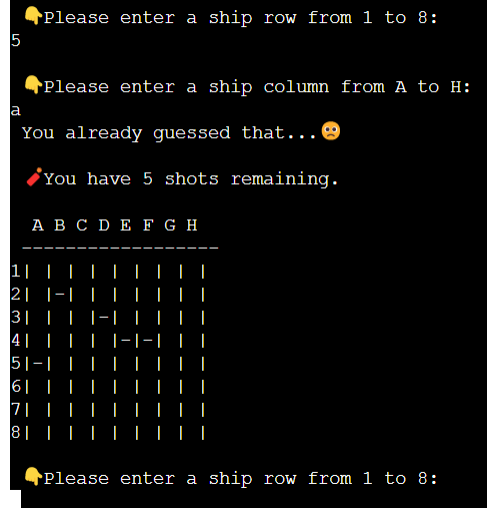 👇Please enter a ship row from 1 to 8:
5
👇Please enter a ship column from A to H:
a
You already guessed that...🙁
🧨You have 5 shots remaining.
  A B C D E F G H
 ------------------
1| | | | | | | | |
2| |-| | | | | | |
3| | | |-| | | | |
4| | | | |-|-| | |
5|-| | | | | | | |
6| | | | | | | | |
7| | | | | | | | |
8| | | | | | | | |
👇Please enter a ship row from 1 to 8: